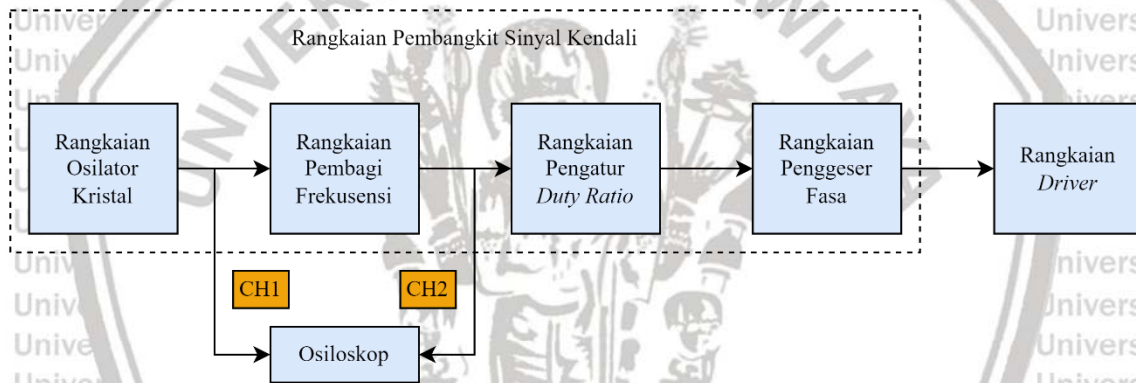 Rangkaian Pembangkit Sinyal Kendali
Rangkaian
Osilator
Kristal
Rangkaian
Pembagi
Frekusensi
Rangkaian
Pengatur
Duty Ratio
Rangkaian
Penggeser
Fasa
Rangkaian
Driver
CH1
CH2
Osiloskop